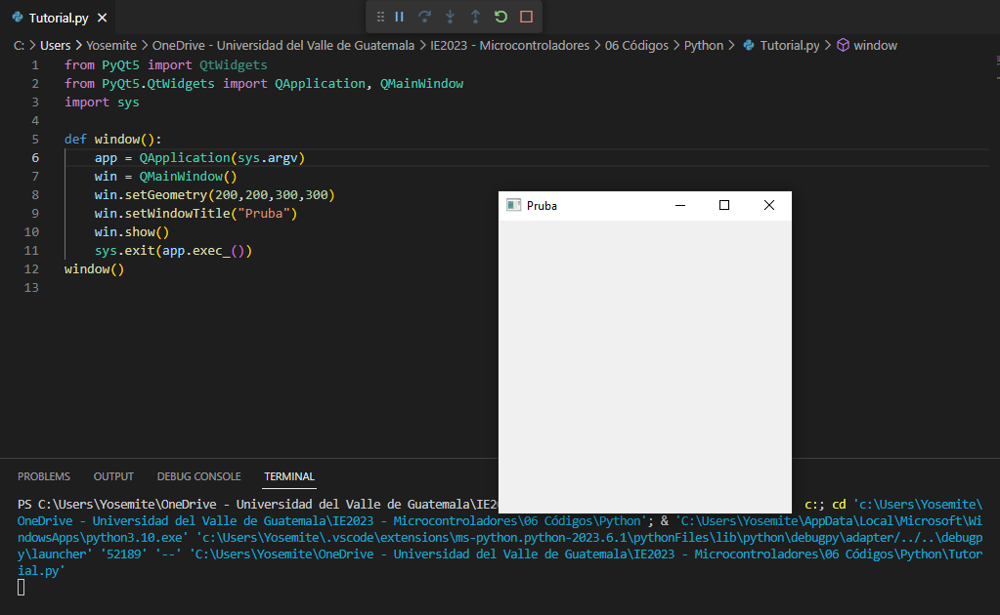 Tutorial.py
C: > Users > Yosemite > OneDrive - Universidad del Valle de Guatemala > IE2023 - Microcontroladores > 06 Códigos > Python > Tutorial.py > window
1 from PyQt5 import QtWidgets
2 from PyQt5.QtWidgets import QApplication, QMainWindow
3 import sys
4
5 def window():
6 app = QApplication(sys.argv)
7 win = QMainWindow()
8 win.setGeometry(200,200,300,300)
9 win.setWindowTitle("Pruba")
10 win.show()
11 sys.exit(app.exec_())
12 window()
13
Pruba
PROBLEMS OUTPUT DEBUG CONSOLE TERMINAL
PS C:\Users\Yosemite\OneDrive - Universidad del Valle de Guatemala\IE2 c:; cd 'c:\Users\Yosemite\
OneDrive - Universidad del Valle de Guatemala\IE2023 - Microcontroladores\06 Códigos\Python'; & 'C:\Users\Yosemite\AppData\Local\Microsoft\Wi
ndowsApps\python3.10.exe' 'c:\Users\Yosemite\.vscode\extensions\ms-python.python-2023.6.1\pythonFiles\lib\python\debugpy\adapter/../..\debugp
y\launcher' '52189' '--' 'C:\Users\Yosemite\OneDrive - Universidad del Valle de Guatemala\IE2023 - Microcontroladores\06 Códigos\Python\Tutor
ial.py'